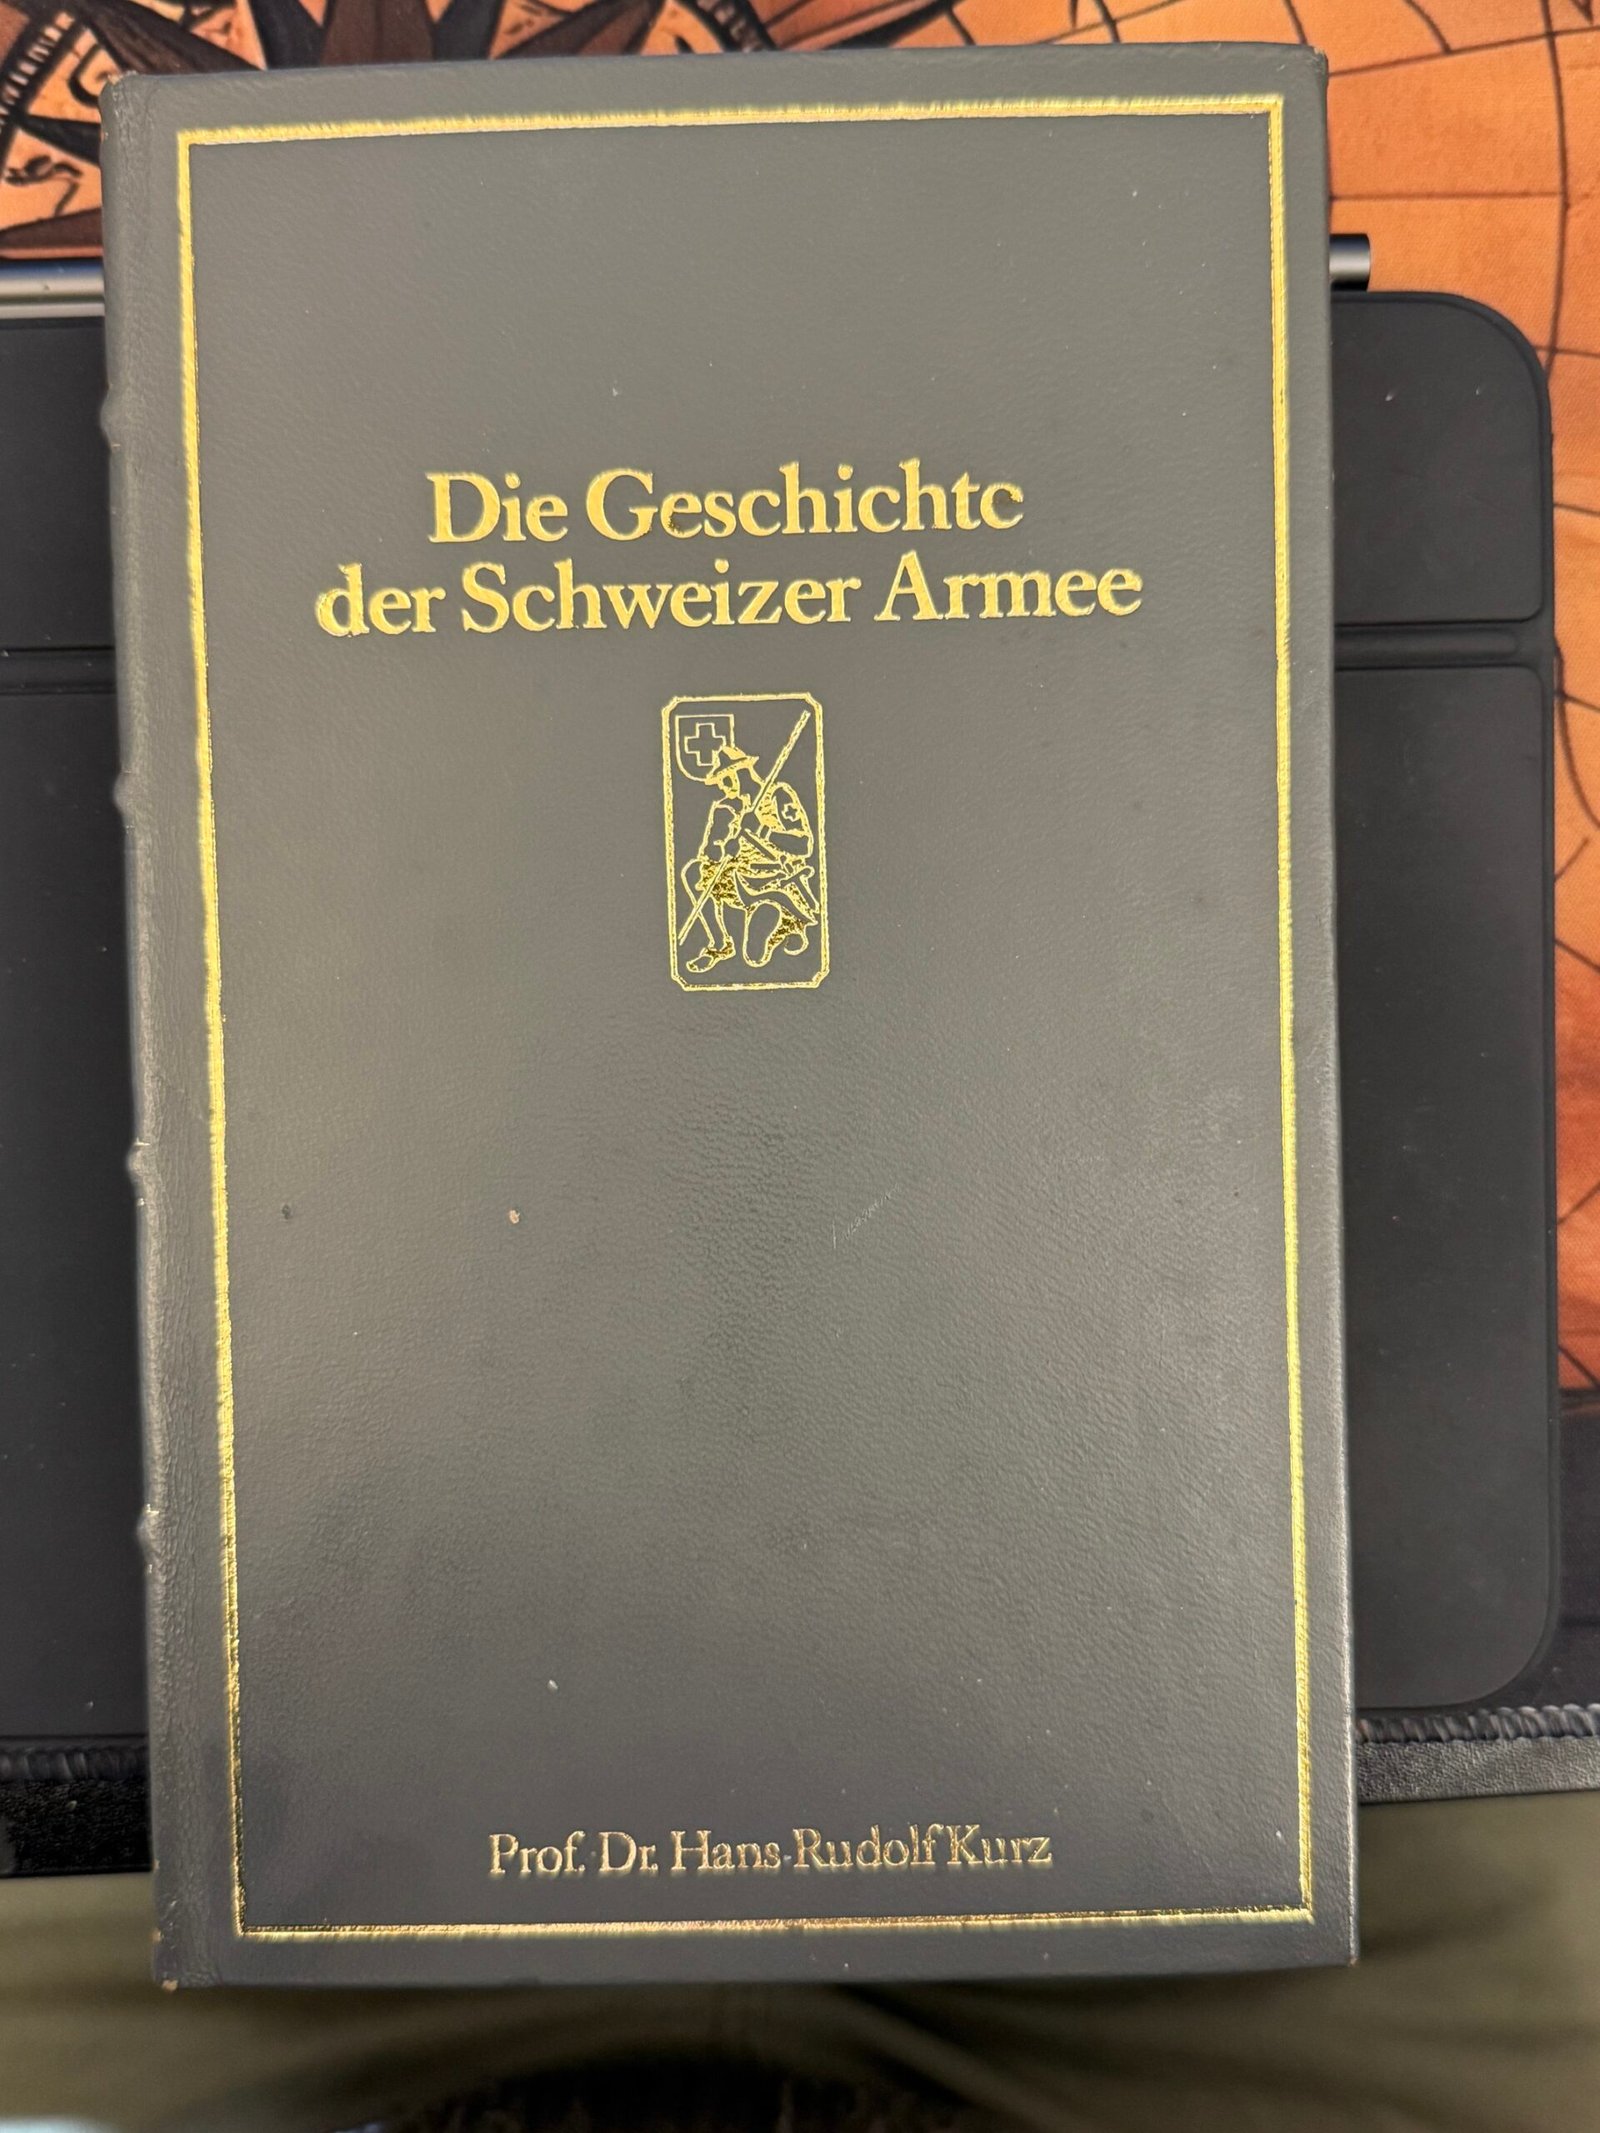 Die Geschichte
der Schweizer Armee
Prof. Dr. Hans-Rudolf Kurz